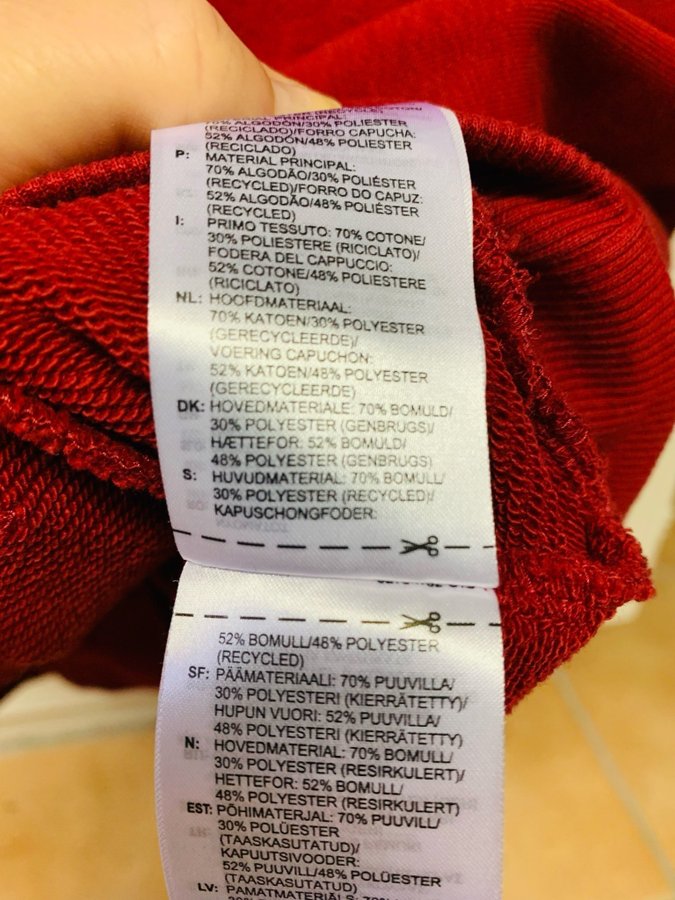 70% ALGODÓN/30% POLIESTER
(RECICLADO)/FORRO CAPUCHA:
52% ALGODÓN/48% POLIESTER
(RECICLADO)
P: MATERIAL PRINCIPAL:
70% ALGODÃO/30% POLIÉSTER
(RECYCLED)/FORRO DO CAPUZ:
52% ALGODÃO/48% POLIÉSTER
(RECYCLED)
I: PRIMO TESSUTO: 70% COTONE/
30% POLIESTERE (RICICLATO)/
FODERA DEL CAPPUCCIO:
52% COTONE/48% POLIESTERE
(RICICLATO)
NL: HOOFDMATERIAAL:
70% KATOEN/30% POLYESTER
(GERECYCLEERDE)/
VOERING CAPUCHON:
52% KATOEN/48% POLYESTER
(GERECYCLEERDE)
DK: HOVEDMATERIALE: 70% BOMULD/
30% POLYESTER (GENBRUGS)/
HÆTTEFOR: 52% BOMULD/
48% POLYESTER (GENBRUGS)
S: HUVUDMATERIAL: 70% BOMULL/
30% POLYESTER (RECYCLED)/
KAPUSCHONGFODER:
52% BOMULL/48% POLYESTER
(RECYCLED)
SF: PÄÄMATERIAALI: 70% PUUVILLA/
30% POLYESTERI (KIERRÄTETTY)/
HUPUN VUORI: 52% PUUVILLA/
48% POLYESTERI (KIERRÄTETTY)
N: HOVEDMATERIAL: 70% BOMULL/
30% POLYESTER (RESIRKULERT)/
HETTEFOR: 52% BOMULL/
48% POLYESTER (RESIRKULERT)
EST: PÕHIMATERJAL: 70% PUUVILL/
30% POLÜESTER
(TAASKASUTATUD)/
KAPUUTSIVOODER:
52% PUUVILL/48% POLÜESTER
(TAASKASUTATUD)
LV: PAMATMATERIĀLS: